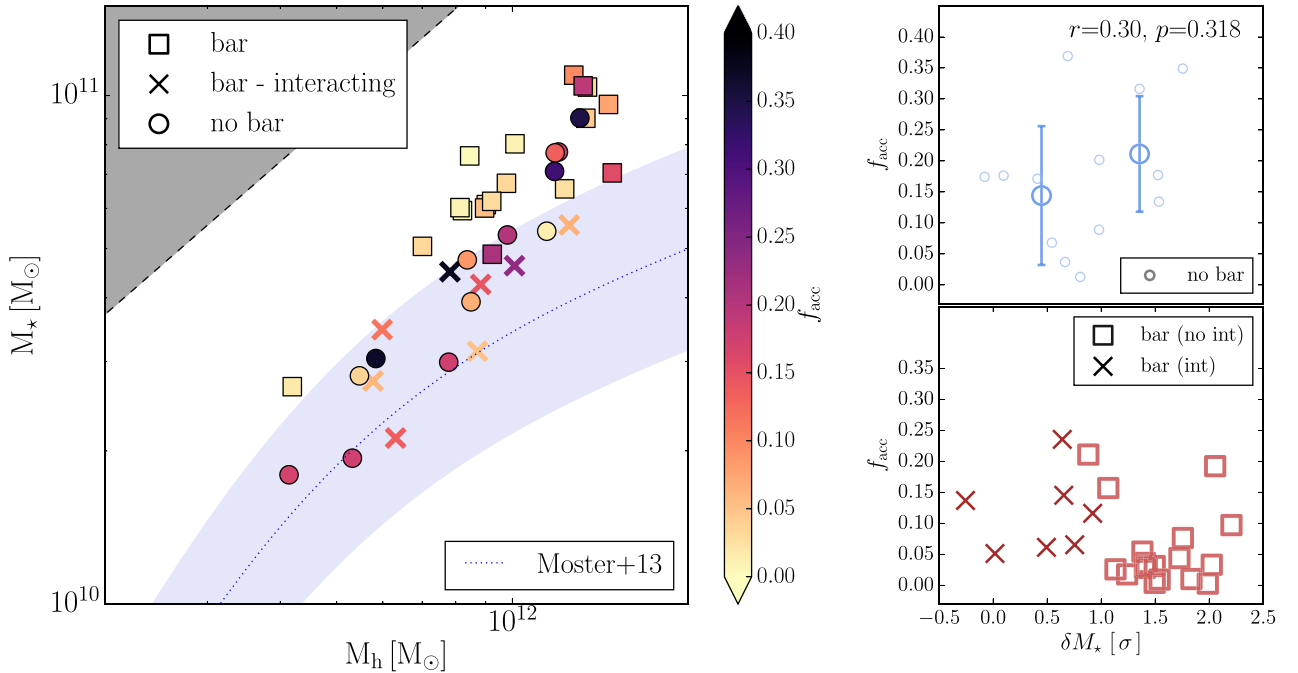 bar
bar - interacting
no bar
10¹¹
10¹⁰
M⋆ [M⊙]
Moster+13
10¹²
Mh [M⊙]
0.40
0.35
0.30
0.25
0.20
0.15
0.10
0.05
0.00
facc
r=0.30, p=0.318
0.40
0.35
0.30
0.25
0.20
0.15
0.10
0.05
0.00
facc
no bar
bar (no int)
bar (int)
0.35
0.30
0.25
0.20
0.15
0.10
0.05
0.00
facc
−0.5 0.0 0.5 1.0 1.5 2.0 2.5
δM⋆ [σ]